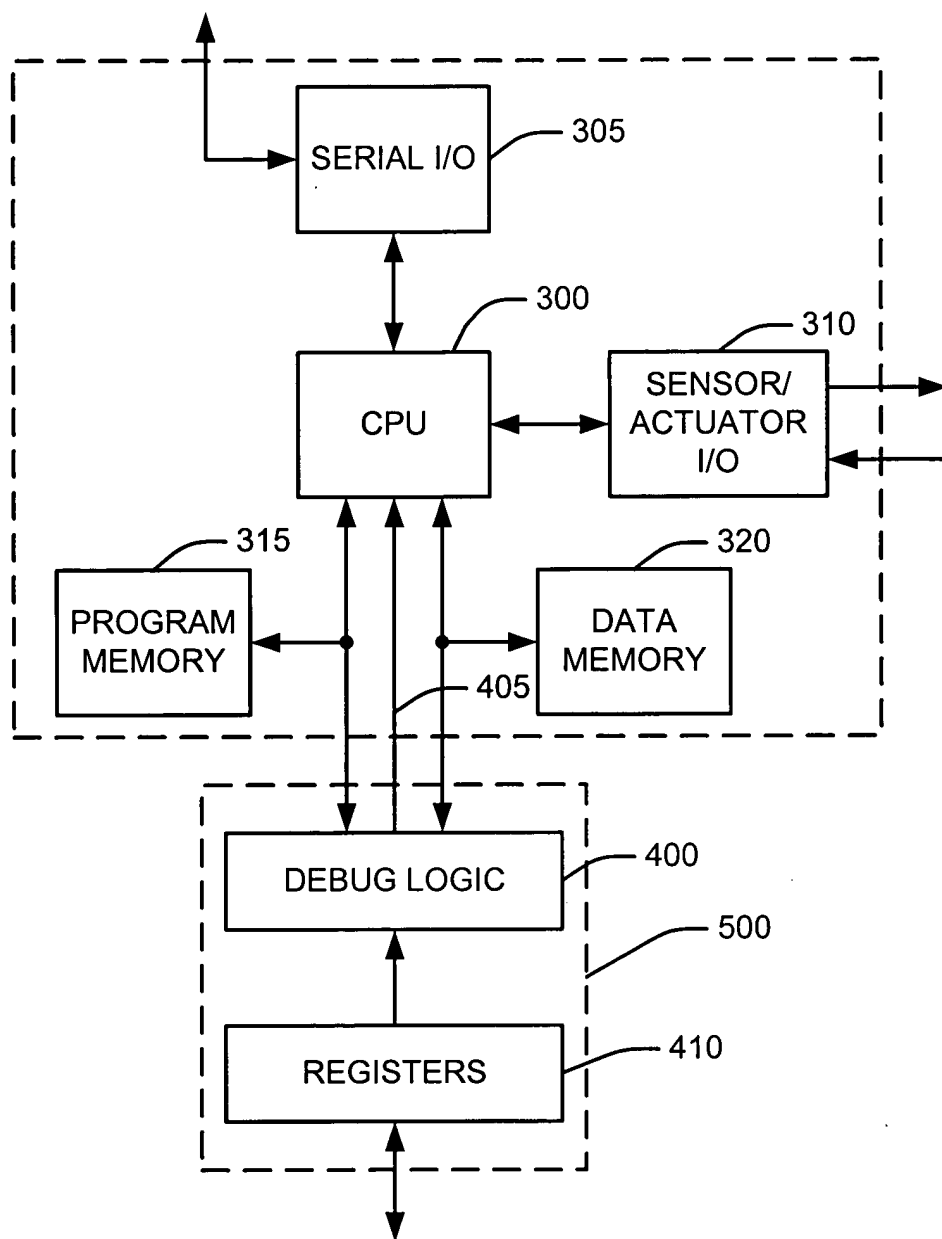 305
SERIAL I/O
300
CPU
310
SENSOR/
ACTUATOR
I/O
315
PROGRAM
MEMORY
320
DATA
MEMORY
405
DEBUG LOGIC
400
500
REGISTERS
410